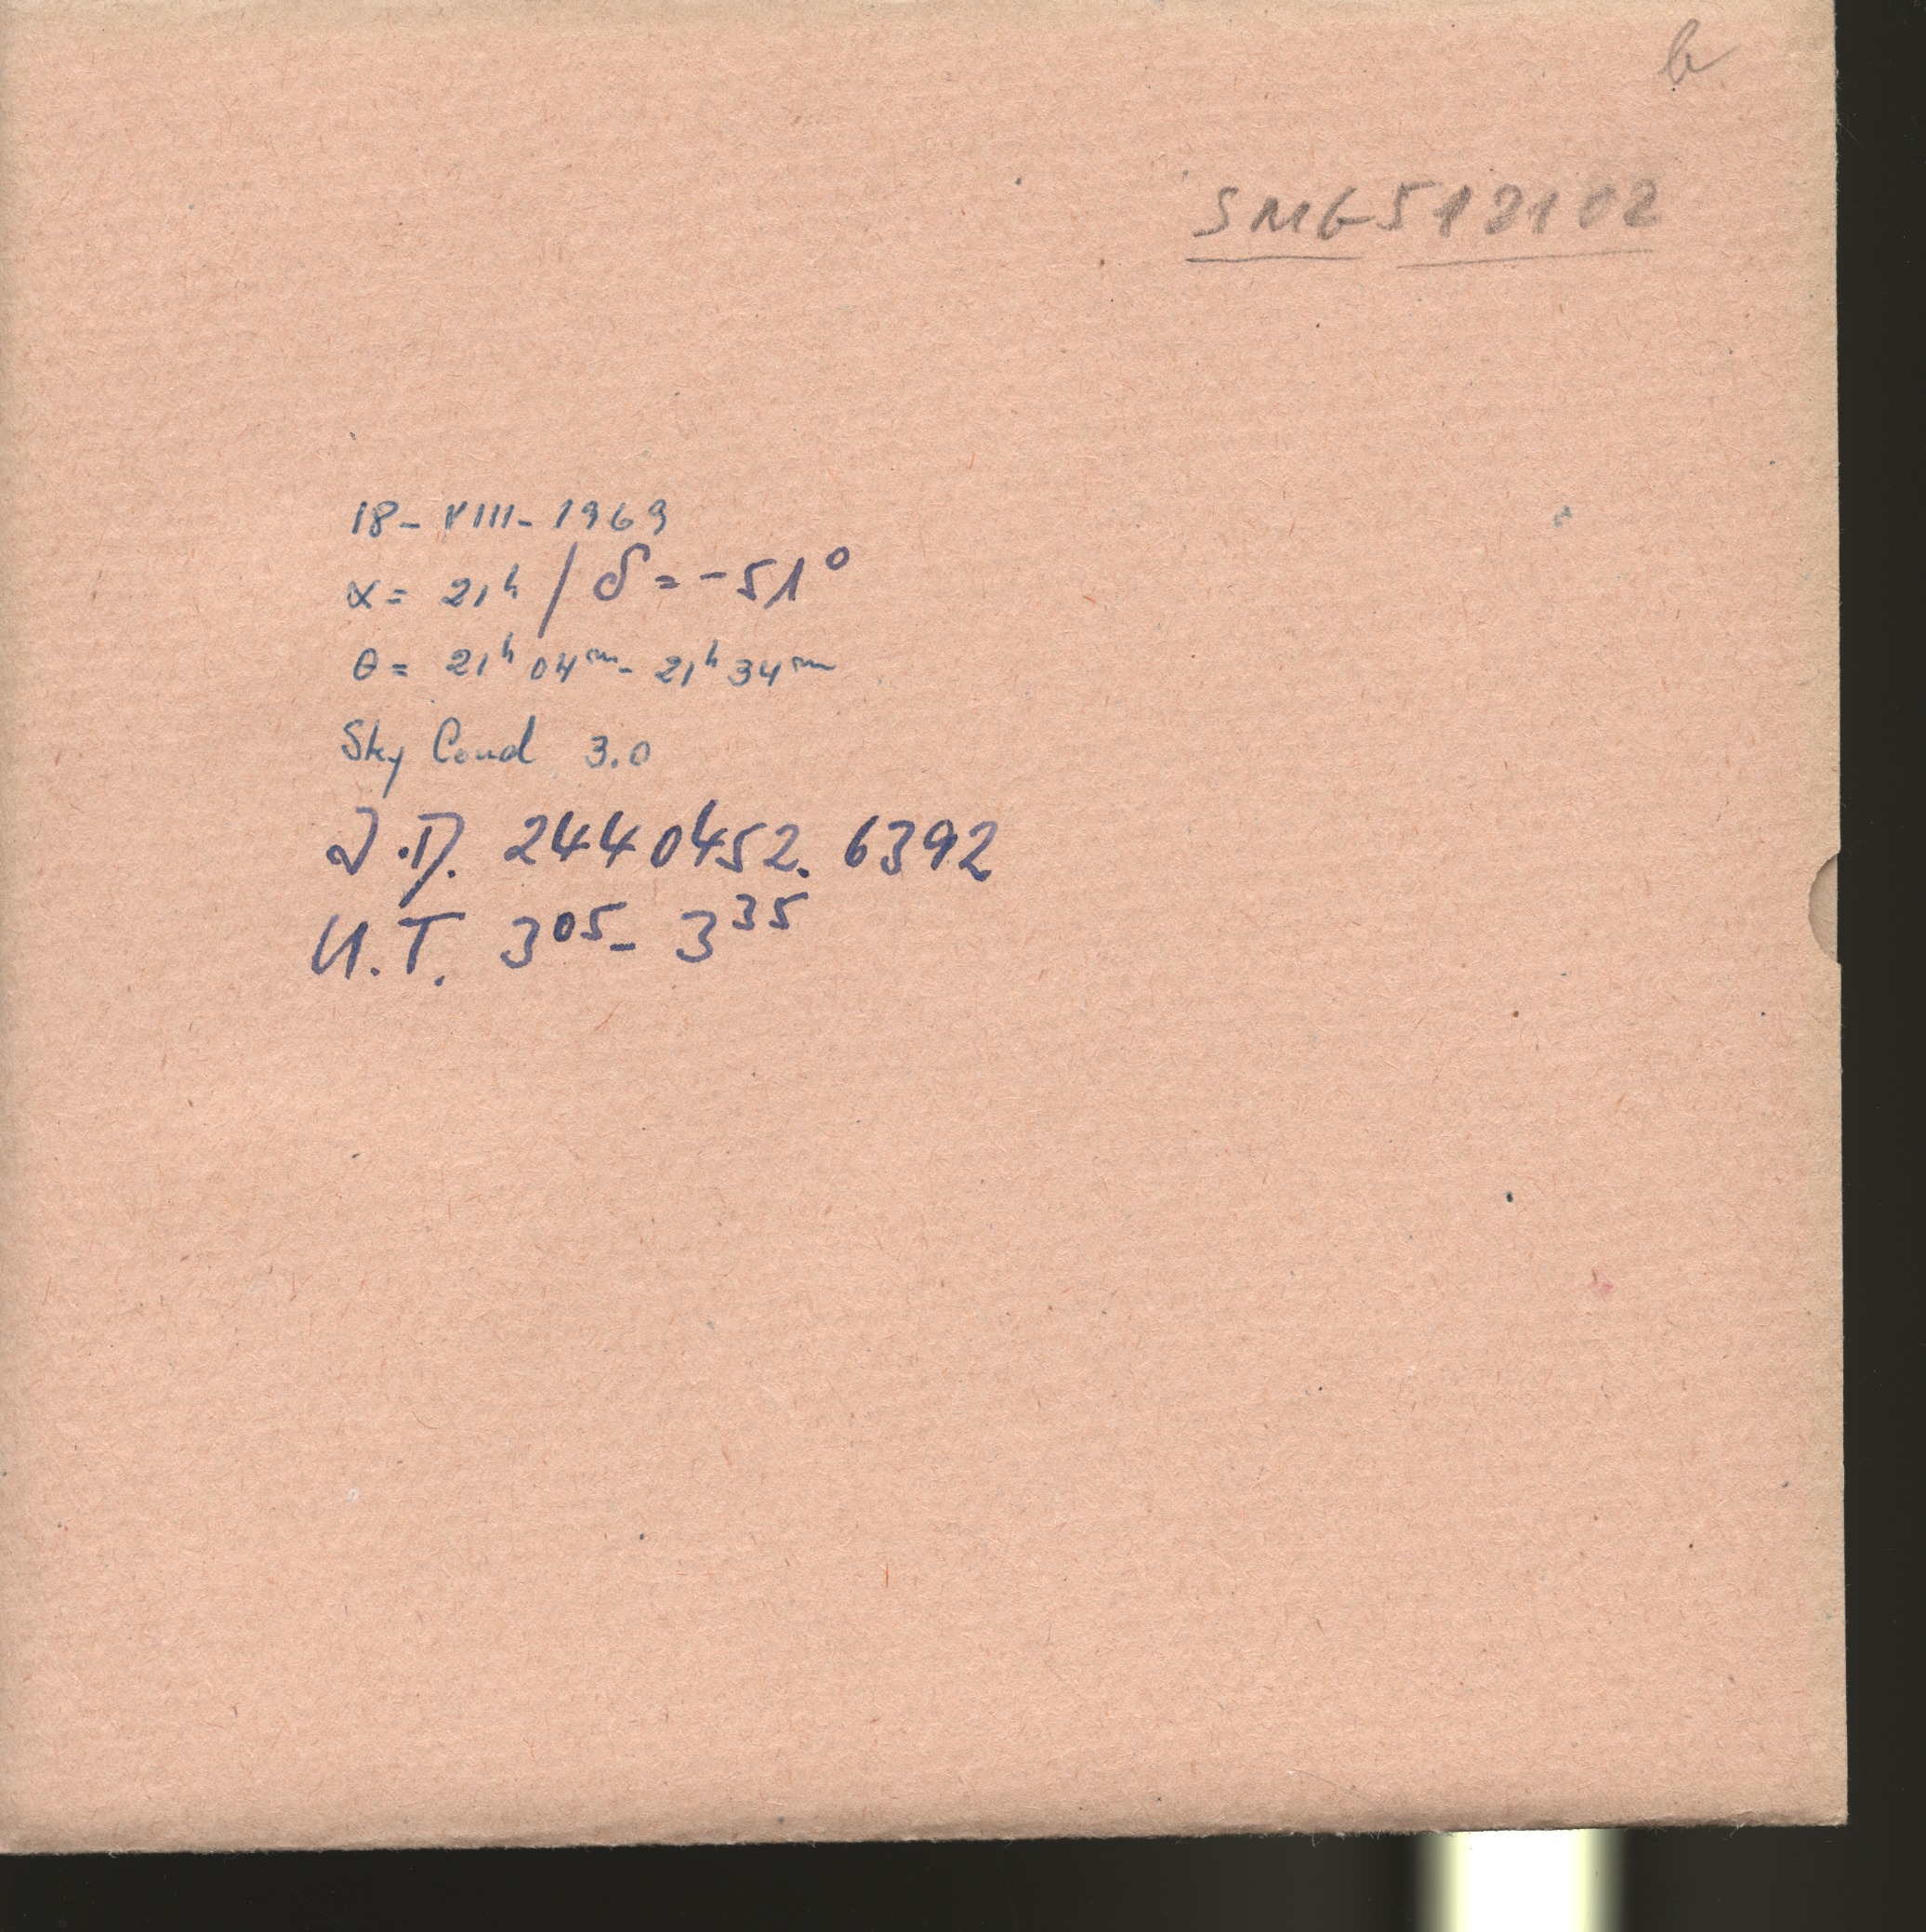 b
SMG512102
18-VIII-1969
α= 21ʰ / δ= -51°
θ= 21ʰ 04ᵐ- 21ʰ 34ᵐ
Sky Cond 3.0
J.D. 2440452.6392
U.T. 3⁰⁵- 3³⁵